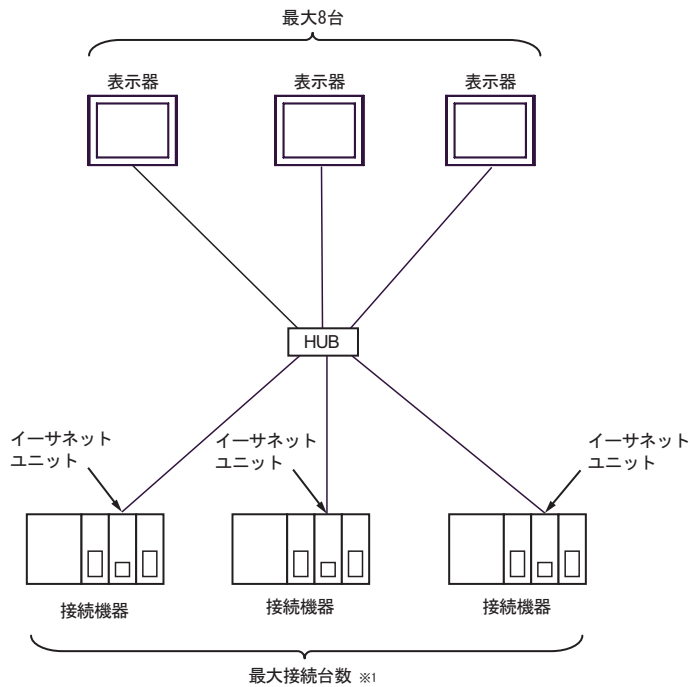 最大8台
表示器
表示器
表示器
HUB
イーサネット
ユニット
イーサネット
ユニット
イーサネット
ユニット
接続機器
接続機器
接続機器
最大接続台数 ※1